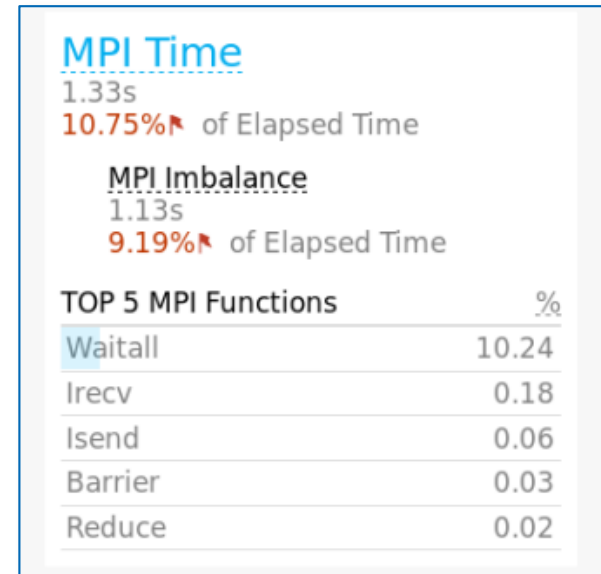 MPI Time
1.33s
10.75% of Elapsed Time
MPI Imbalance
1.13s
9.19% of Elapsed Time
TOP 5 MPI Functions %
Waitall 10.24
Irecv 0.18
Isend 0.06
Barrier 0.03
Reduce 0.02